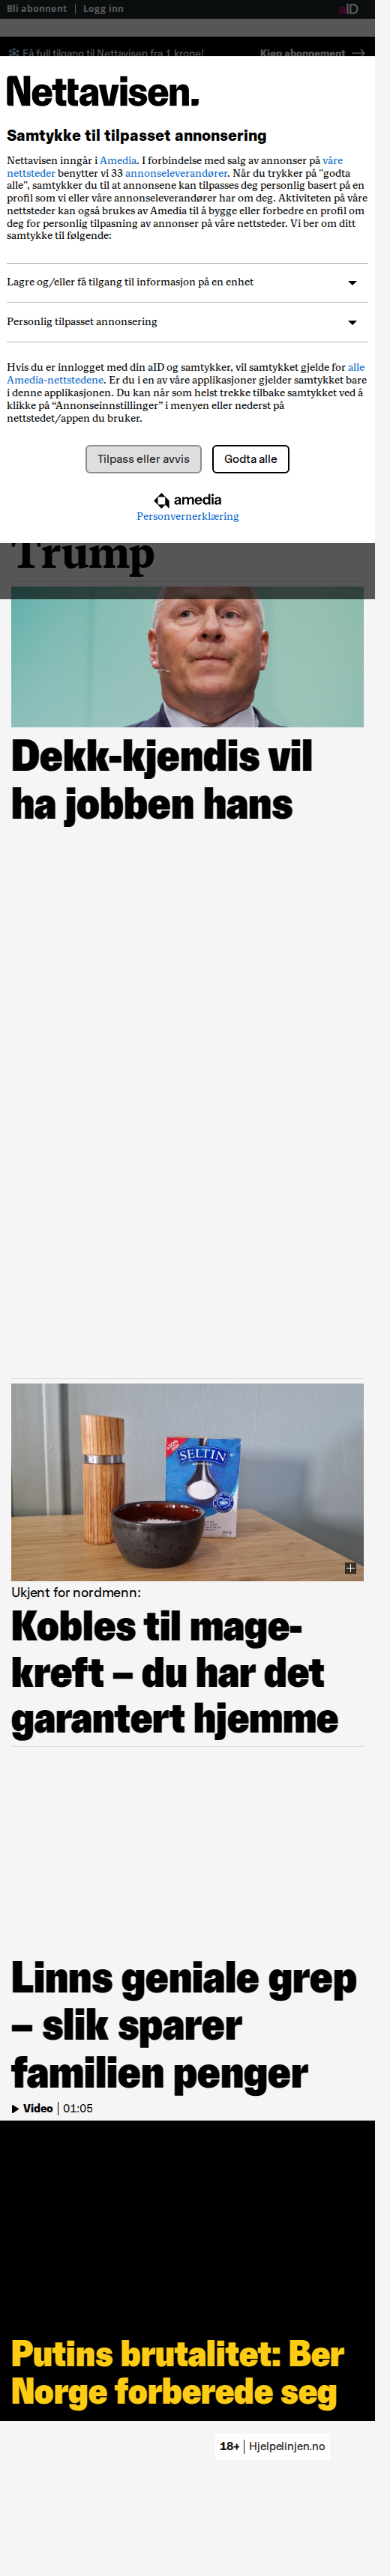 Bli abonnent | Logg inn
aID
Få full tilgang til Nettavisen fra 1 krone!
Kjøp abonnement →
Nettavisen.
Samtykke til tilpasset annonsering
Nettavisen inngår i Amedia. I forbindelse med salg av annonser på våre
nettsteder benytter vi 33 annonseleverandører. Når du trykker på "godta
alle", samtykker du til at annonsene kan tilpasses deg personlig basert på en
profil som vi eller våre annonseleverandører har om deg. Aktiviteten på våre
nettsteder kan også brukes av Amedia til å bygge eller forbedre en profil om
deg for personlig tilpasning av annonser på våre nettsteder. Vi ber om ditt
samtykke til følgende:
Lagre og/eller få tilgang til informasjon på en enhet
Personlig tilpasset annonsering
Hvis du er innlogget med din aID og samtykker, vil samtykket gjelde for alle
Amedia-nettstedene. Er du i en av våre applikasjoner gjelder samtykket bare
i denne applikasjonen. Du kan når som helst trekke tilbake samtykket ved å
klikke på “Annonseinnstillinger” i menyen eller nederst på
nettstedet/appen du bruker.
Tilpass eller avvis
Godta alle
amedia
Personvernerklæring
Trump
Dekk-kjendis vil
ha jobben hans
SELTIN
Ukjent for nordmenn:
Kobles til mage-
kreft – du har det
garantert hjemme
Linns geniale grep
– slik sparer
familien penger
Video | 01:05
Putins brutalitet: Ber
Norge forberede seg
18+ | Hjelpelinjen.no